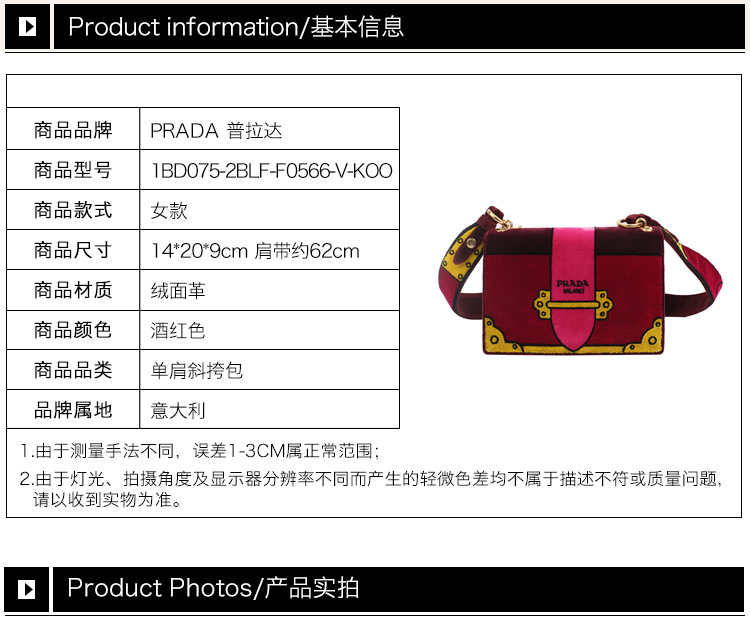 Product information/基本信息
商品品牌 PRADA 普拉达
商品型号 1BD075-2BLF-F0566-V-KOO
商品款式 女款
商品尺寸 14*20*9cm 肩带约62cm
商品材质 绒面革
商品颜色 酒红色
商品品类 单肩斜挎包
品牌属地 意大利
PRADA
MILANO
1.由于测量手法不同，误差1-3CM属正常范围；
2.由于灯光、拍摄角度及显示器分辨率不同而产生的轻微色差均不属于描述不符或质量问题，
请以收到实物为准。
Product Photos/产品实拍